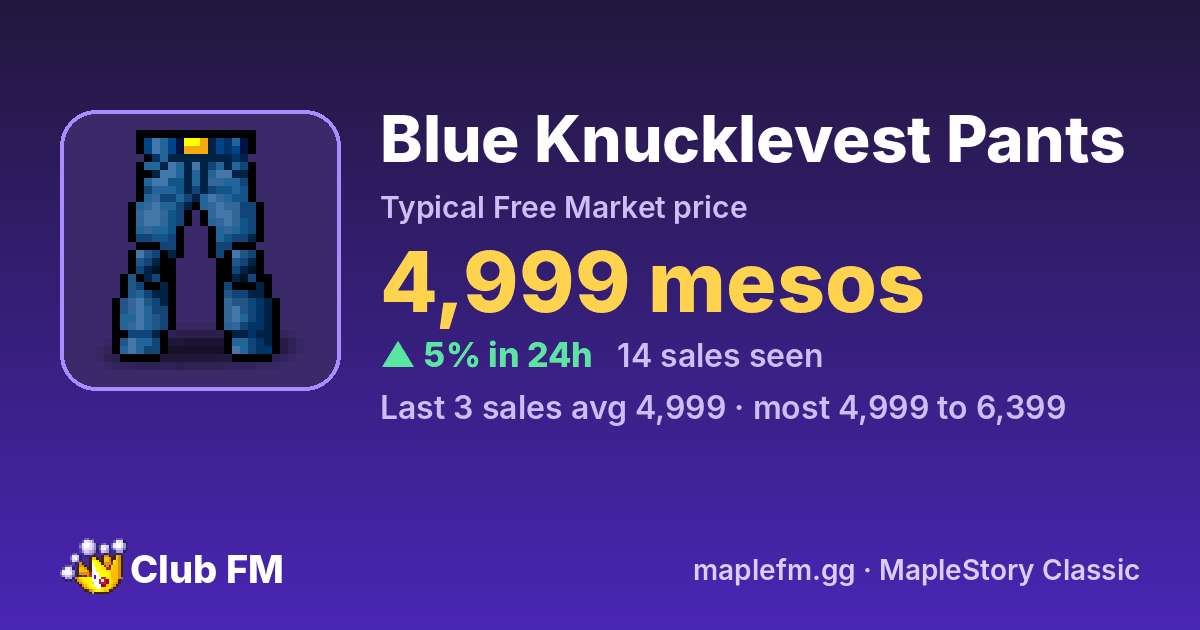 Blue Knucklevest Pants
Typical Free Market price
4,999 mesos
▲ 5% in 24h 14 sales seen
Last 3 sales avg 4,999 · most 4,999 to 6,399
Club FM
maplefm.gg · MapleStory Classic